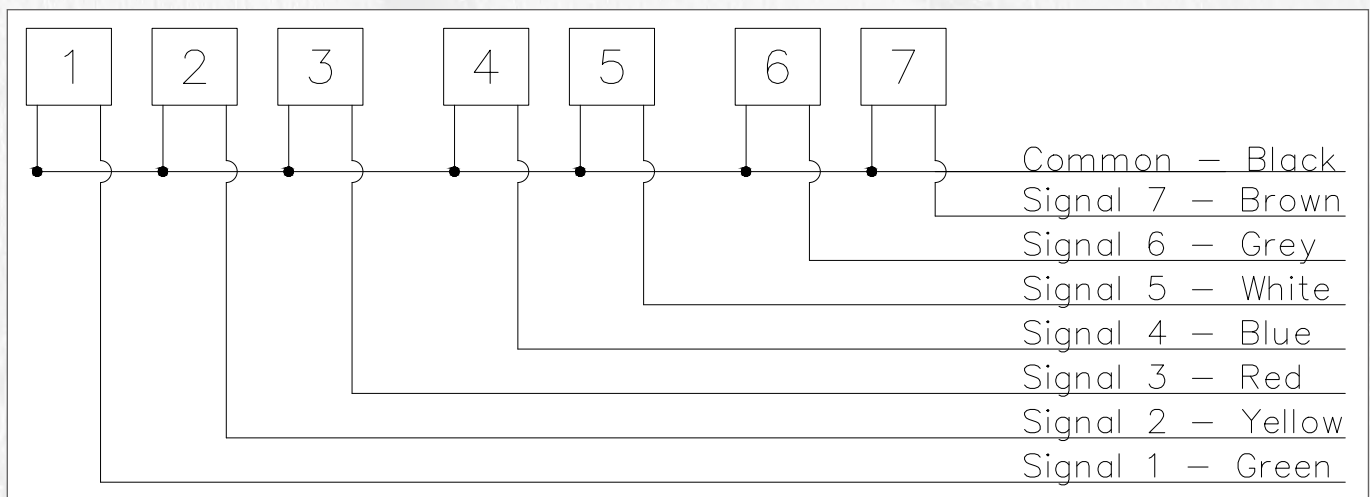 1 2 3 4 5 6 7
Common – Black
Signal 7 – Brown
Signal 6 – Grey
Signal 5 – White
Signal 4 – Blue
Signal 3 – Red
Signal 2 – Yellow
Signal 1 – Green